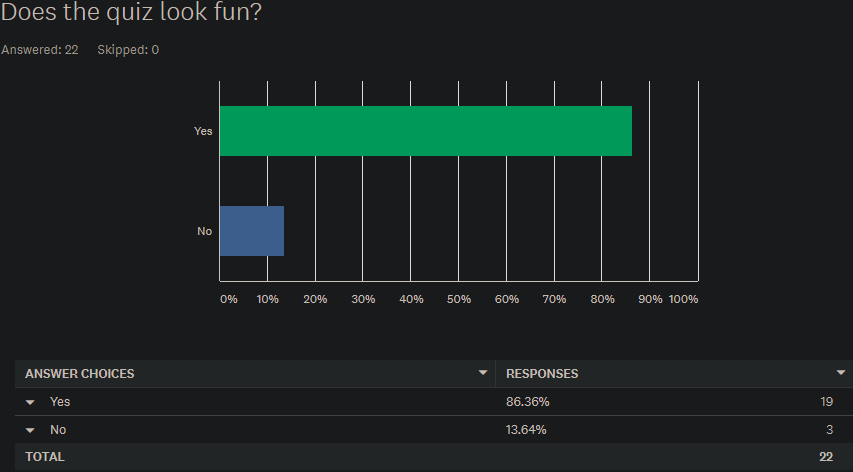 Does the quiz look fun?
Answered: 22 Skipped: 0
Yes
No
0% 10% 20% 30% 40% 50% 60% 70% 80% 90% 100%
ANSWER CHOICES RESPONSES
Yes 86.36% 19
No 13.64% 3
TOTAL 22